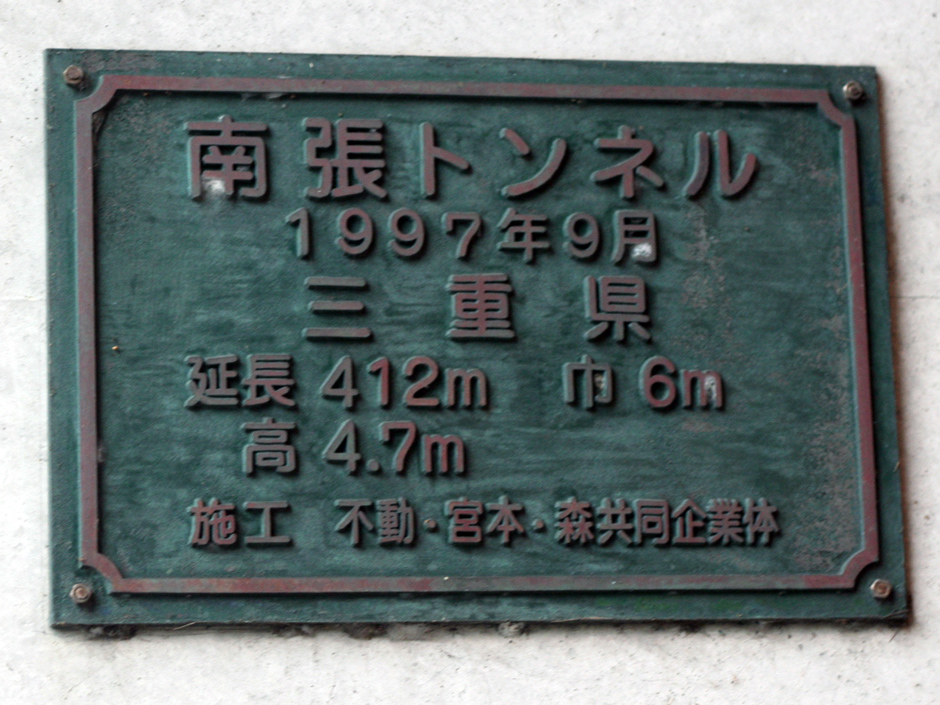 南張トンネル
1997年9月
三重県
延長 412m 巾 6m
高 4.7m
施工 不動・宮本・森共同企業体